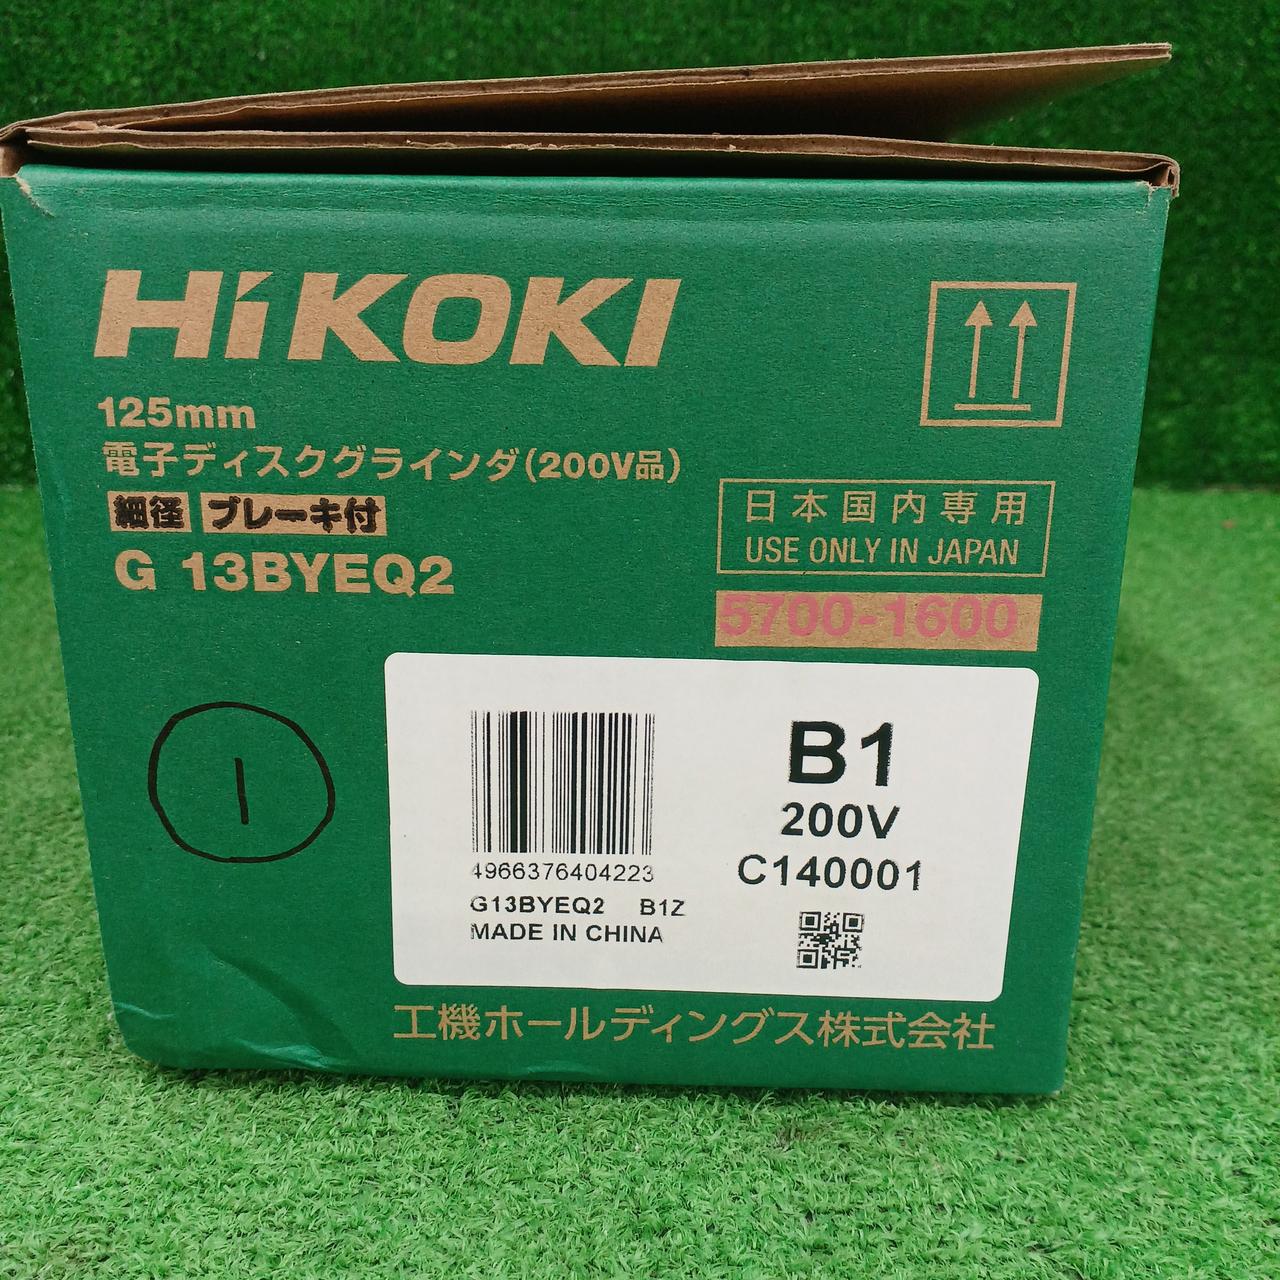 HiKOKI
125mm
電子ディスクグラインダ(200V品)
細径 ブレーキ付
G 13BYEQ2
日本国内専用
USE ONLY IN JAPAN
5700-1600
1
4966376404223
G13BYEQ2 B1Z
MADE IN CHINA
B1
200V
C140001
工機ホールディングス株式会社